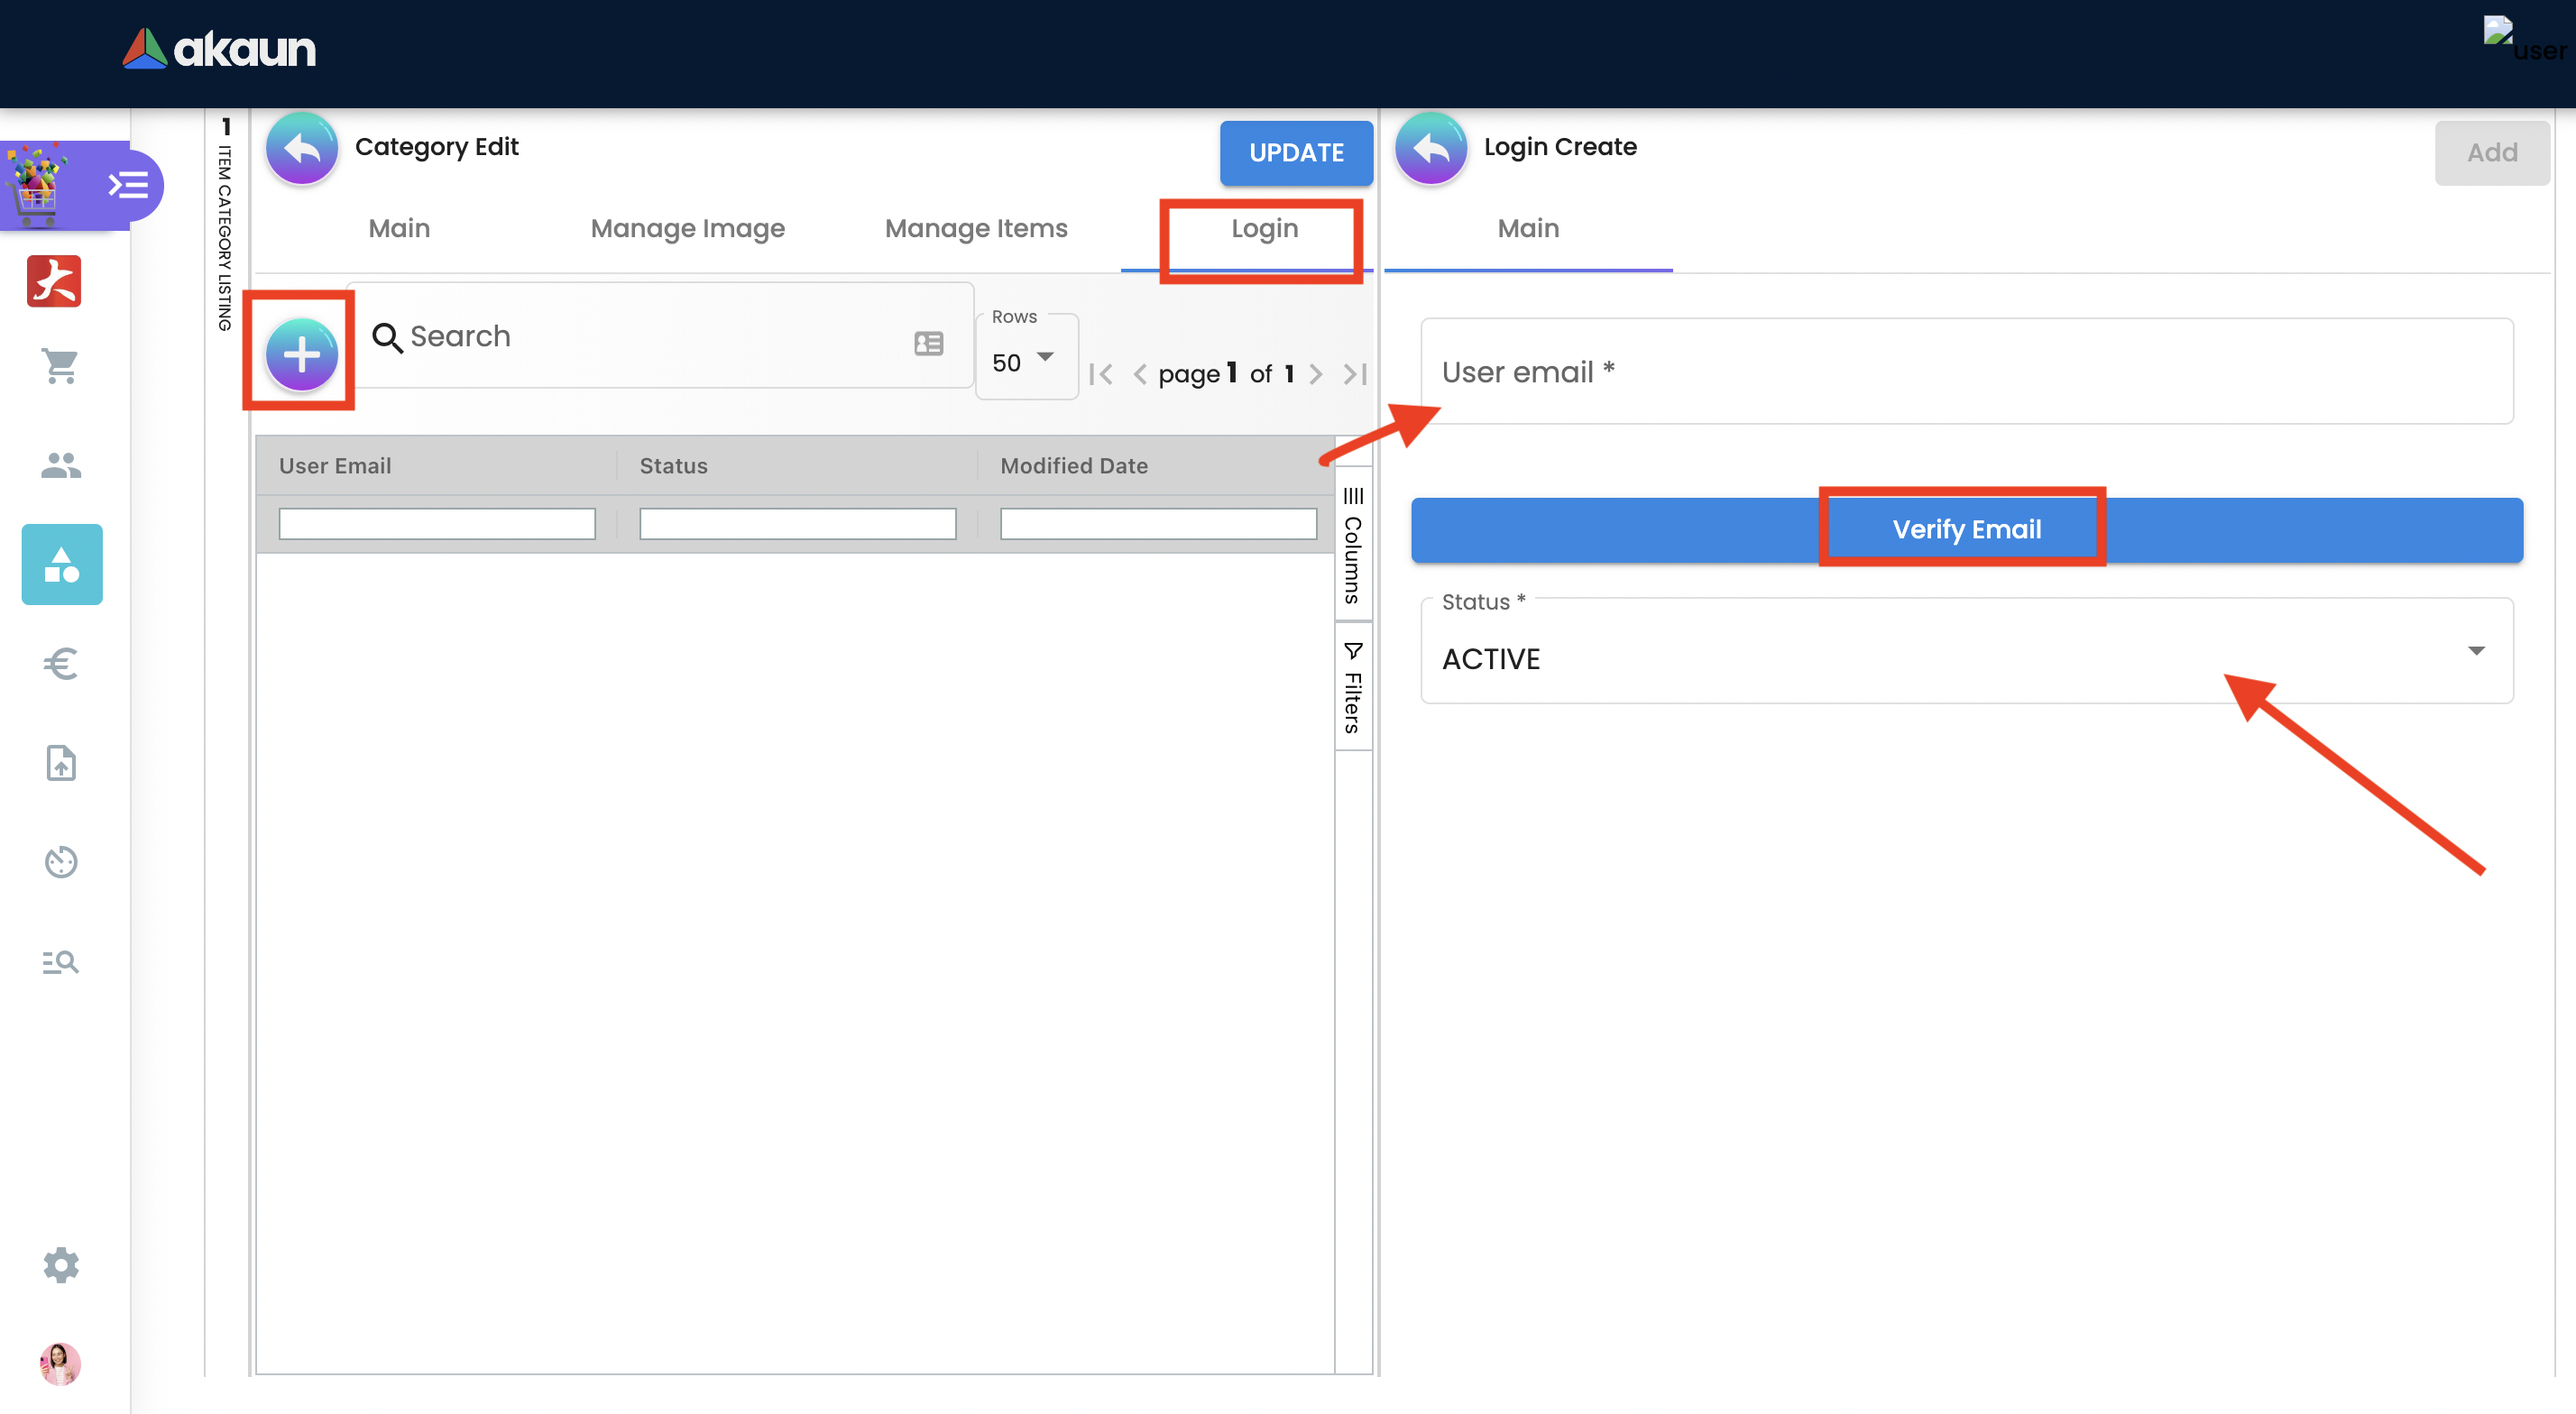 akaun
user
1 ITEM CATEGORY LISTING
Category Edit
UPDATE
Main
Manage Image
Manage Items
Login
Search
Rows
50
page 1 of 1
User Email
Status
Modified Date
Columns
Filters
Login Create
Add
Main
User email *
Verify Email
Status *
ACTIVE